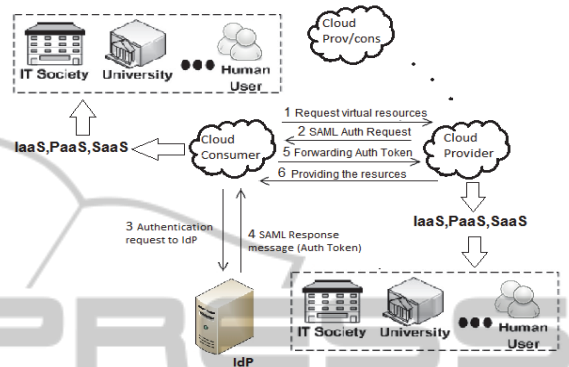 Cloud
Prov/cons
IT Society
University
Human
User
1 Request virtual resources
2 SAML Auth Request
5 Forwarding Auth Token
6 Providing the resurces
Cloud
Consumer
Cloud
Provider
IaaS,PaaS,SaaS
IaaS,PaaS,SaaS
3 Authentication
request to IdP
4 SAML Response
message (Auth Token)
IdP
IT Society
University
Human
User
PRESS